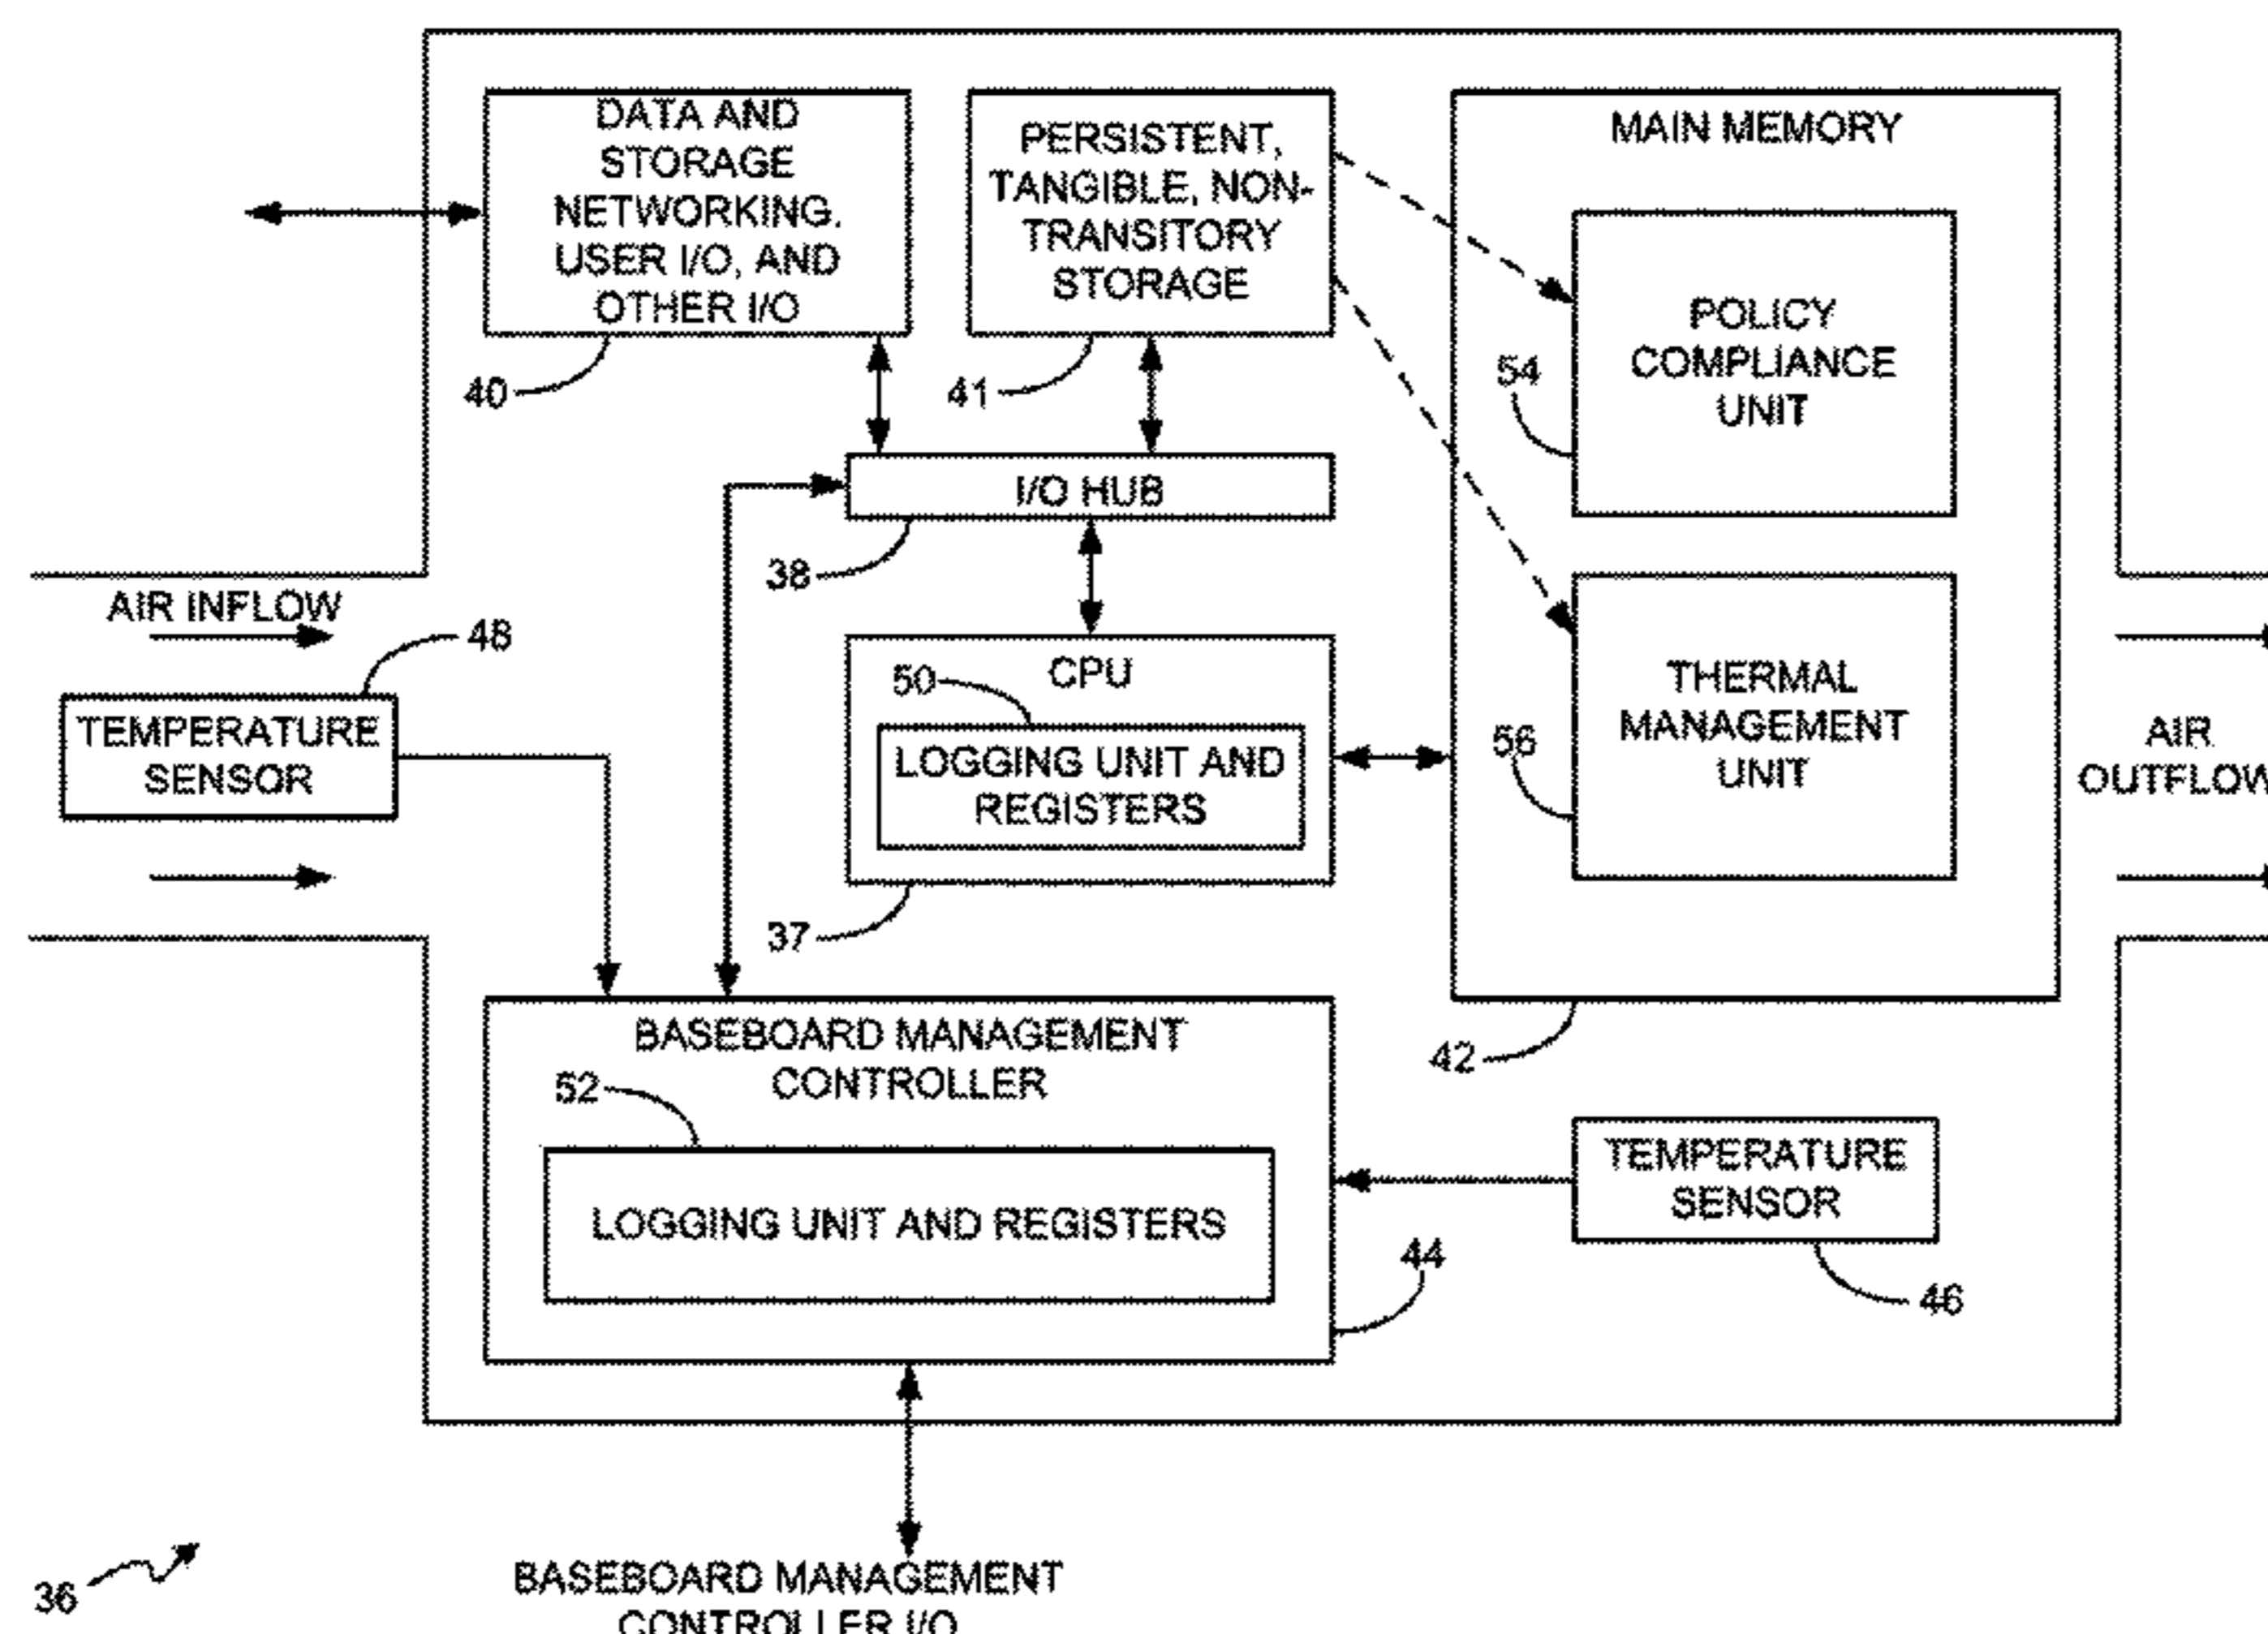 DATA AND
STORAGE
NETWORKING,
USER I/O, AND
OTHER I/O
40
PERSISTENT,
TANGIBLE, NON-
TRANSITORY
STORAGE
41
MAIN MEMORY
POLICY
COMPLIANCE
UNIT
54
I/O HUB
38
AIR INFLOW
48
TEMPERATURE
SENSOR
CPU
50
LOGGING UNIT AND
REGISTERS
37
THERMAL
MANAGEMENT
UNIT
56
AIR
OUTFLOW
42
BASEBOARD MANAGEMENT
CONTROLLER
52
LOGGING UNIT AND REGISTERS
44
TEMPERATURE
SENSOR
46
36
BASEBOARD MANAGEMENT
CONTROLLER I/O